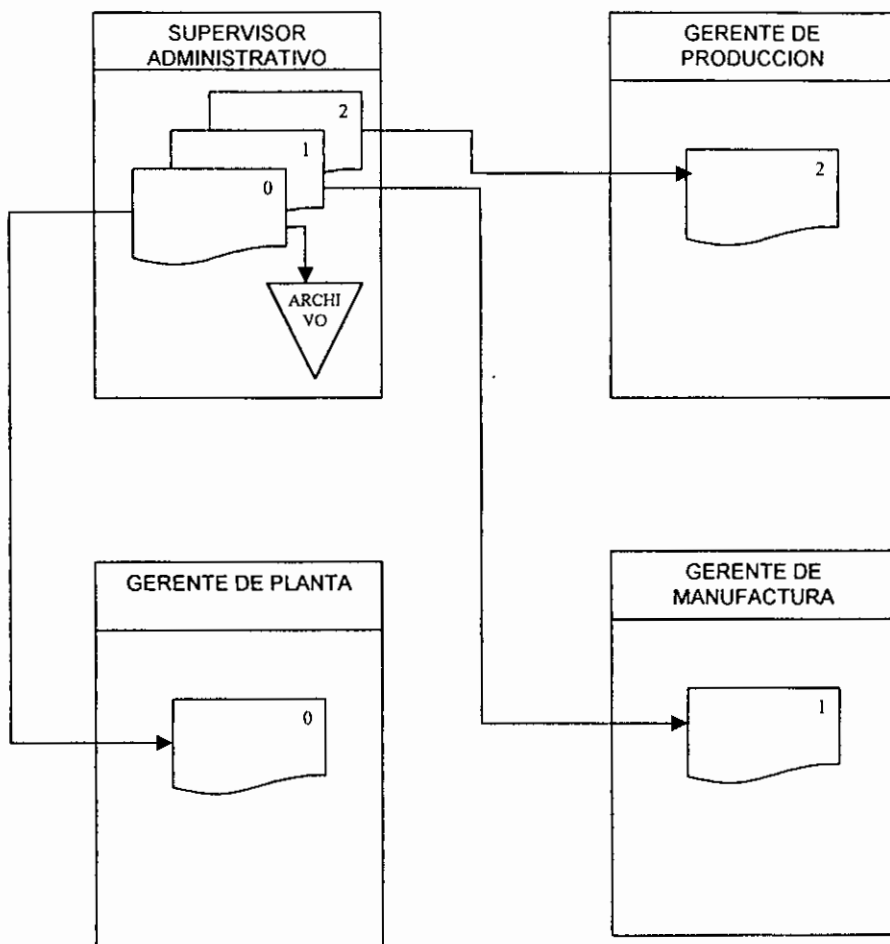 SUPERVISOR
ADMINISTRATIVO
2
1
0
ARCHI
VO
GERENTE DE
PRODUCCION
2
GERENTE DE PLANTA
0
GERENTE DE
MANUFACTURA
1